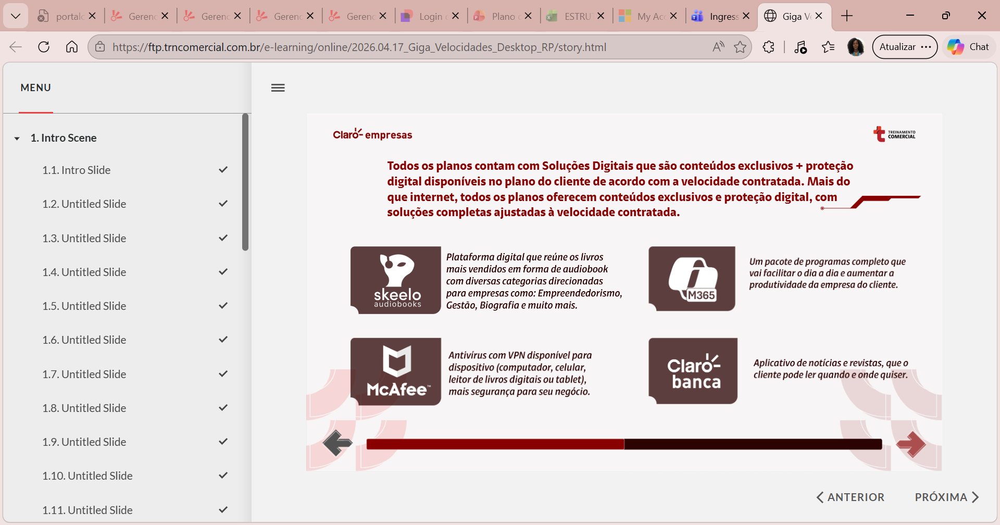 portalc
Gerenc
Gerenc
Gerenc
Gerenc
Login
Plano
ESTRUT
My Acc
Ingress
Giga Ve
https://ftp.trncomercial.com.br/e-learning/online/2026.04.17_Giga_Velocidades_Desktop_RP/story.html
Atualizar
Chat
MENU
1. Intro Scene
1.1. Intro Slide
1.2. Untitled Slide
1.3. Untitled Slide
1.4. Untitled Slide
1.5. Untitled Slide
1.6. Untitled Slide
1.7. Untitled Slide
1.8. Untitled Slide
1.9. Untitled Slide
1.10. Untitled Slide
1.11. Untitled Slide
Claro empresas
TREINAMENTO
COMERCIAL
Todos os planos contam com Soluções Digitais que são conteúdos exclusivos + proteção
digital disponíveis no plano do cliente de acordo com a velocidade contratada. Mais do
que internet, todos os planos oferecem conteúdos exclusivos e proteção digital, com
soluções completas ajustadas à velocidade contratada.
skeelo
audiobooks
Plataforma digital que reúne os livros
mais vendidos em forma de audiobook
com diversas categorias direcionadas
para empresas como: Empreendedorismo,
Gestão, Biografia e muito mais.
M365
Um pacote de programas completo que
vai facilitar o dia a dia e aumentar a
produtividade da empresa do cliente.
McAfee™
Antivírus com VPN disponível para
dispositivo (computador, celular,
leitor de livros digitais ou tablet),
mais segurança para seu negócio.
Claro
banca
Aplicativo de notícias e revistas, que o
cliente pode ler quando e onde quiser.
ANTERIOR
PRÓXIMA